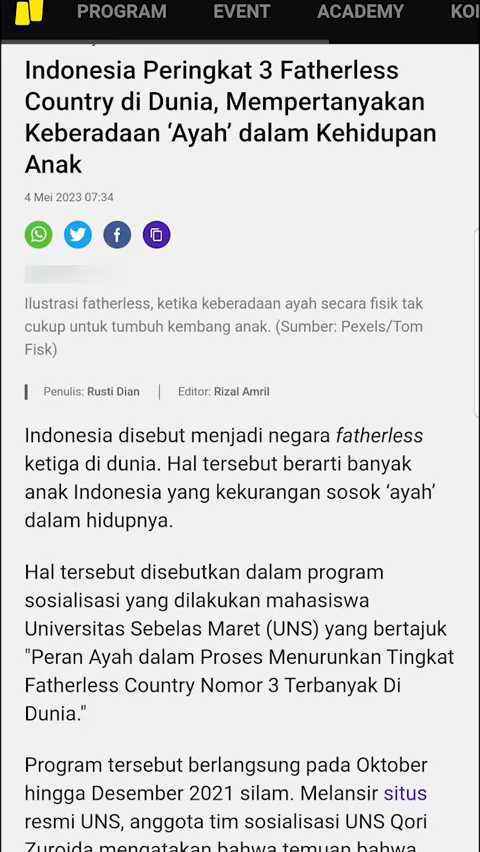 PROGRAM EVENT ACADEMY KOI
Indonesia Peringkat 3 Fatherless
Country di Dunia, Mempertanyakan
Keberadaan ‘Ayah’ dalam Kehidupan
Anak
4 Mei 2023 07:34
Ilustrasi fatherless, ketika keberadaan ayah secara fisik tak
cukup untuk tumbuh kembang anak. (Sumber: Pexels/Tom
Fisk)
Penulis: Rusti Dian | Editor: Rizal Amril
Indonesia disebut menjadi negara fatherless
ketiga di dunia. Hal tersebut berarti banyak
anak Indonesia yang kekurangan sosok ‘ayah’
dalam hidupnya.
Hal tersebut disebutkan dalam program
sosialisasi yang dilakukan mahasiswa
Universitas Sebelas Maret (UNS) yang bertajuk
"Peran Ayah dalam Proses Menurunkan Tingkat
Fatherless Country Nomor 3 Terbanyak Di
Dunia."
Program tersebut berlangsung pada Oktober
hingga Desember 2021 silam. Melansir situs
resmi UNS, anggota tim sosialisasi UNS Qori
Zuroida mengatakan bahwa temuan bahwa